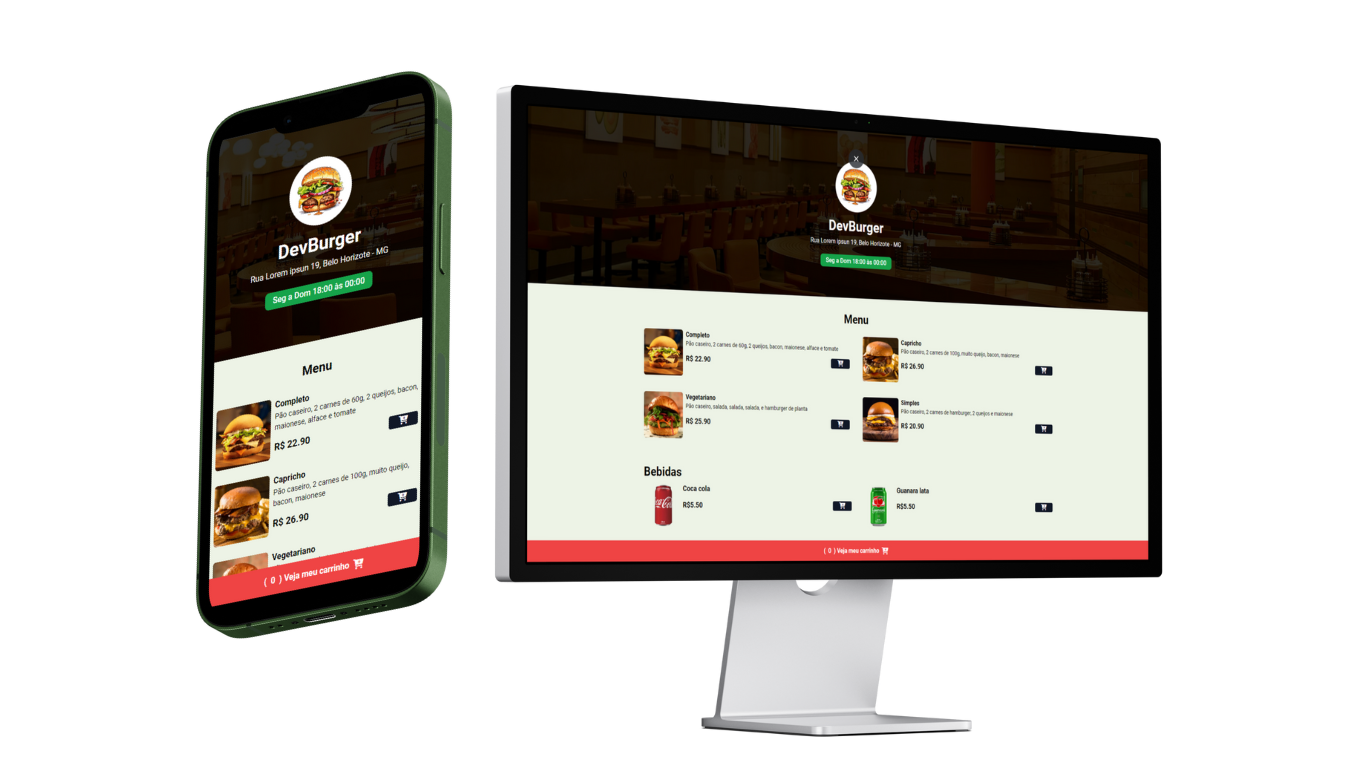 DevBurger
Rua Lorem ipsun 19, Belo Horizote - MG
Seg a Dom 18:00 às 00:00
Menu
Completo
Pão caseiro, 2 carnes de 60g, 2 queijos, bacon,
maionese, alface e tomate
R$ 22.90
Capricho
Pão caseiro, 2 carnes de 100g, muito queijo,
bacon, maionese
R$ 26.90
Vegetariano
( 0 ) Veja meu carrinho
DevBurger
Rua Lorem ipsun 19, Belo Horizote - MG
Seg a Dom 18:00 às 00:00
Menu
Completo
Pão caseiro, 2 carnes de 60g, 2 queijos, bacon, maionese, alface e tomate
R$ 22.90
Capricho
Pão caseiro, 2 carnes de 100g, muito queijo, bacon, maionese
R$ 26.90
Vegetariano
Pão caseiro, salada, salada, salada, e hamburger de planta
R$ 25.90
Simples
Pão caseiro, 2 carnes de hamburger, 2 queijos e maionese
R$ 20.90
Bebidas
Coca cola
R$5.50
Guanara lata
R$5.50
( 0 ) Veja meu carrinho